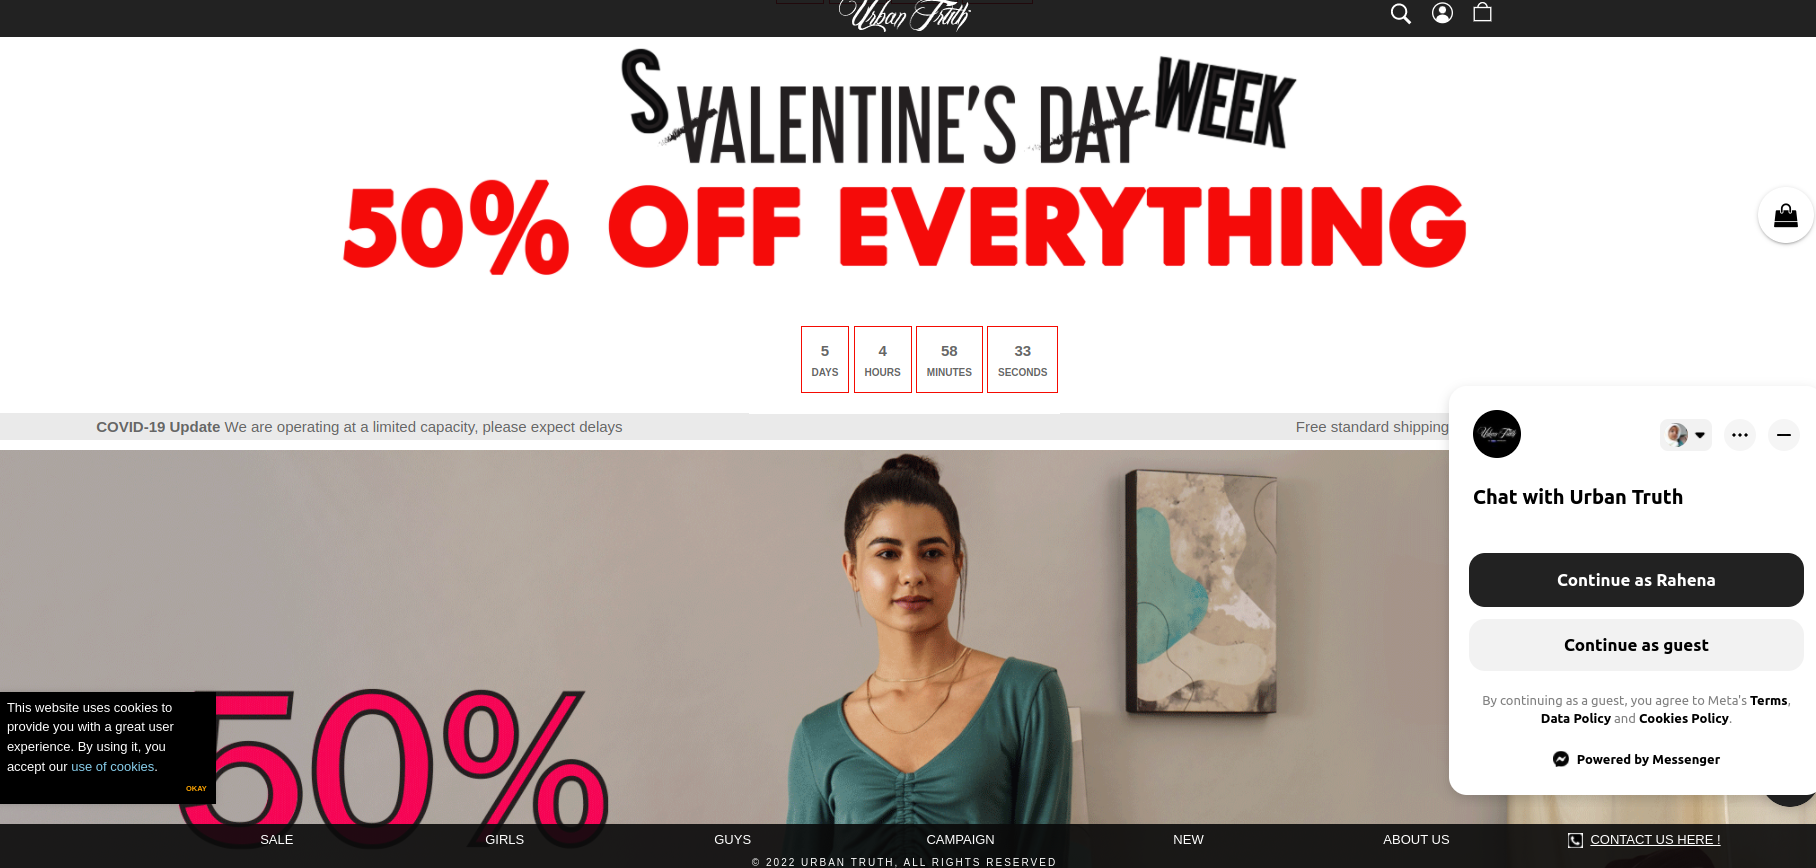 Urban Truth
S VALENTINE'S DAY WEEK
50% OFF EVERYTHING
5 4 58 33
DAYS HOURS MINUTES SECONDS
COVID-19 Update We are operating at a limited capacity, please expect delays
Free standard shipping
Urban Truth
Chat with Urban Truth
Continue as Rahena
Continue as guest
By continuing as a guest, you agree to Meta's Terms,
Data Policy and Cookies Policy.
Powered by Messenger
50%
This website uses cookies to
provide you with a great user
experience. By using it, you
accept our use of cookies.
OKAY
SALE GIRLS GUYS CAMPAIGN NEW ABOUT US CONTACT US HERE !
© 2022 URBAN TRUTH, ALL RIGHTS RESERVED